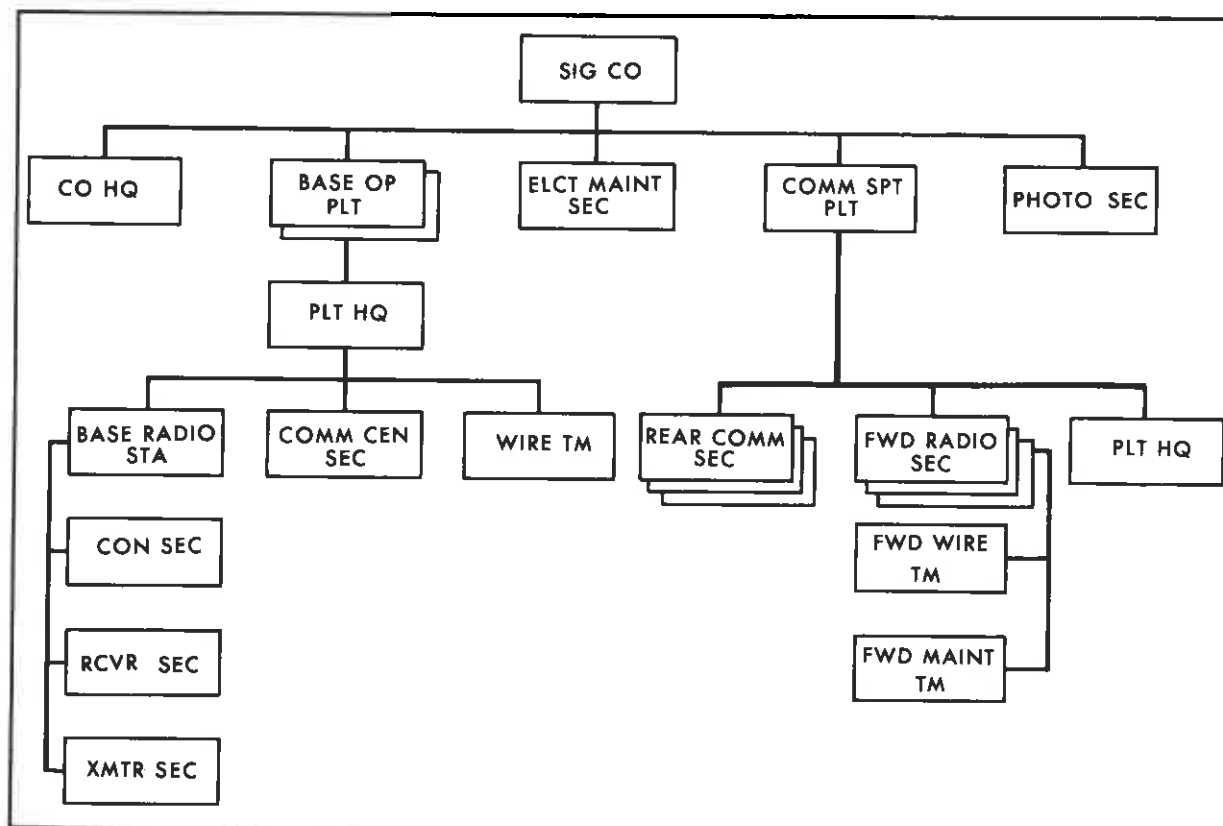 SIG CO
CO HQ
BASE OP
PLT
ELCT MAINT
SEC
COMM SPT
PLT
PHOTO SEC
PLT HQ
BASE RADIO
STA
COMM CEN
SEC
WIRE TM
REAR COMM
SEC
FWD RADIO
SEC
PLT HQ
CON SEC
FWD WIRE
TM
RCVR SEC
FWD MAINT
TM
XMTR SEC